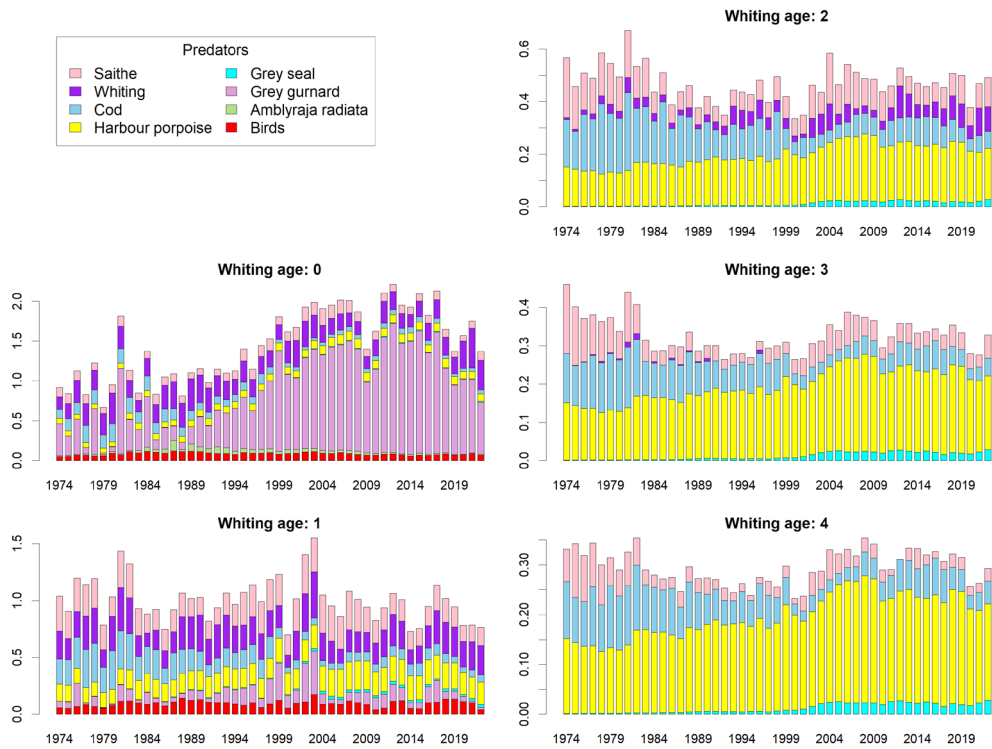 Predators
Saithe
Whiting
Cod
Harbour porpoise
Grey seal
Grey gurnard
Amblyraja radiata
Birds
Whiting age: 2
0.0 0.2 0.4 0.6
1974 1979 1984 1989 1994 1999 2004 2009 2014 2019
Whiting age: 0
0.0 0.5 1.0 1.5 2.0
1974 1979 1984 1989 1994 1999 2004 2009 2014 2019
Whiting age: 3
0.0 0.1 0.2 0.3 0.4
1974 1979 1984 1989 1994 1999 2004 2009 2014 2019
Whiting age: 1
0.0 0.5 1.0 1.5
1974 1979 1984 1989 1994 1999 2004 2009 2014 2019
Whiting age: 4
0.00 0.10 0.20 0.30
1974 1979 1984 1989 1994 1999 2004 2009 2014 2019